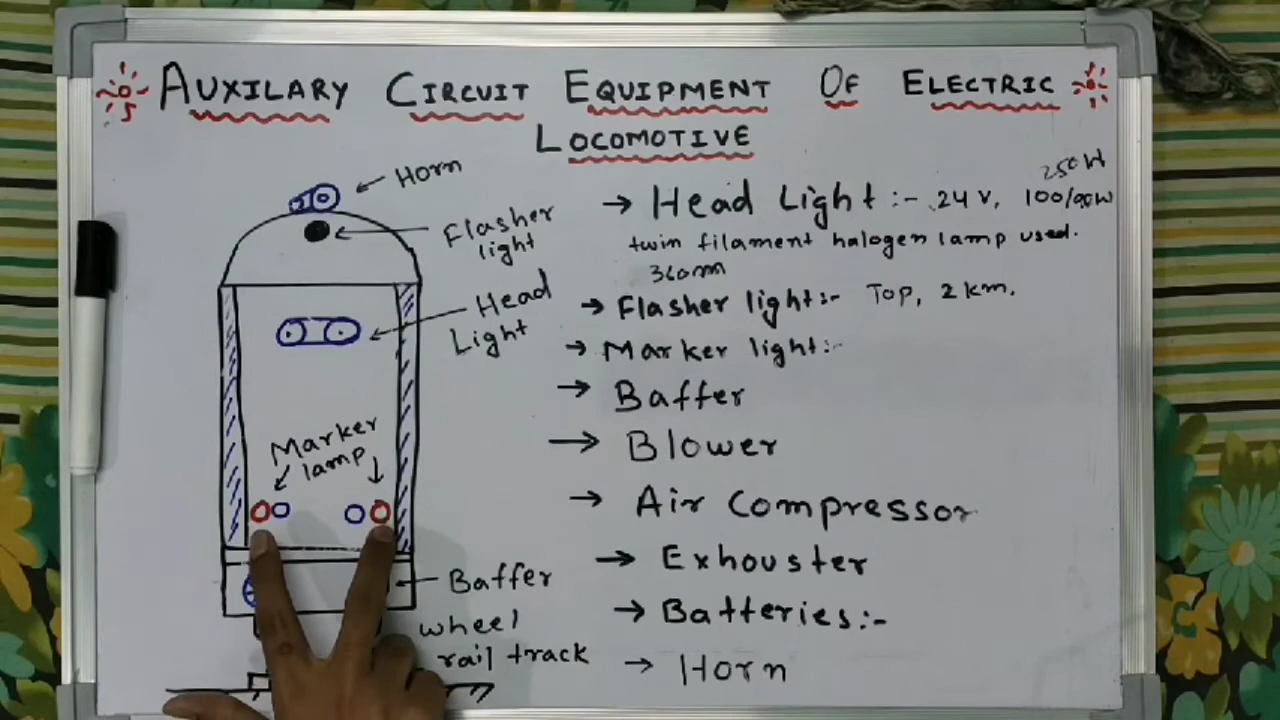 AUXILARY CIRCUIT EQUIPMENT OF ELECTRIC
LOCOMOTIVE
Horn
Flasher
light
Head
Light
Marker
lamp
Baffer
wheel
rail track
250W
→ Head Light :- 24 V, 100/90W
twin filament halogen lamp used.
360mm
→ Flasher light:- Top, 2 km.
→ Marker light:-
→ Baffer
→ Blower
→ Air Compressor
→ Exhouster
→ Batteries:-
→ Horn